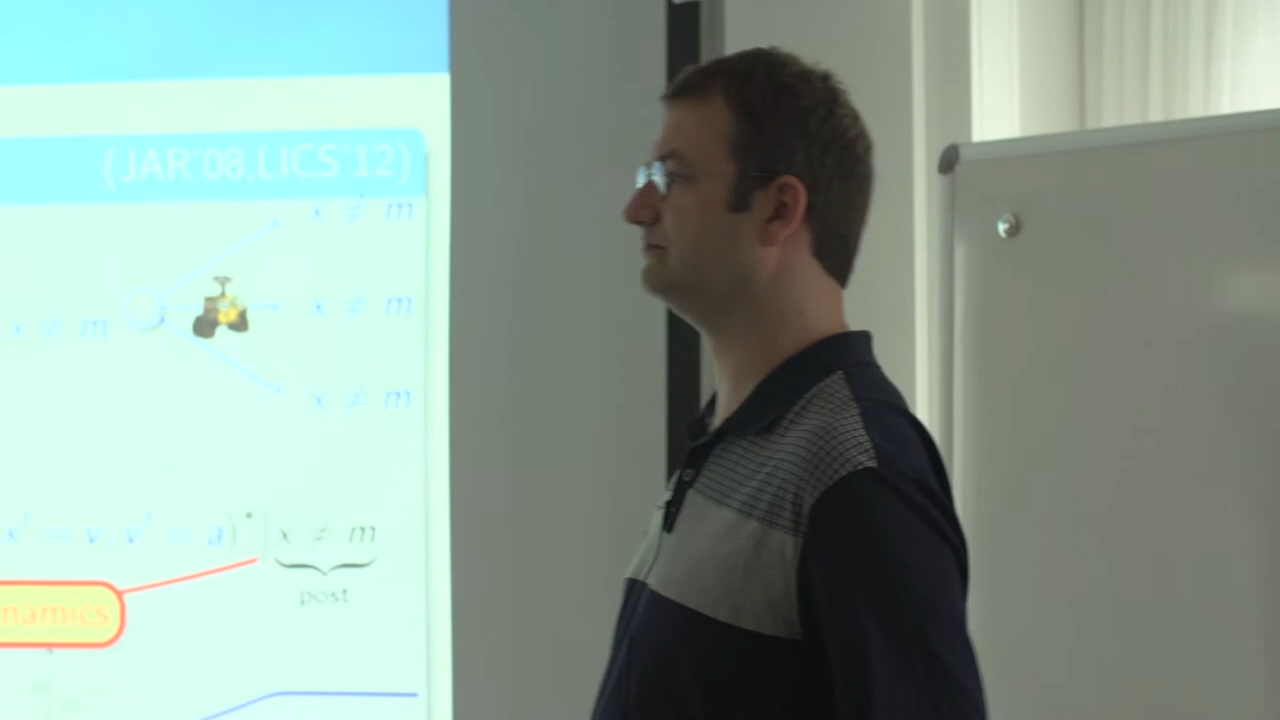 (JAR'08,LICS'12)
x ≠ m
x ≠ m
x ≠ m
x ≠ m
x′ = v, v′ = a)* x ≠ m
post
namics